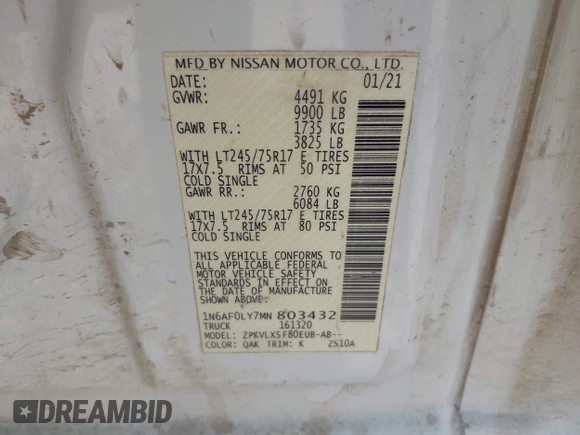 MFD BY NISSAN MOTOR CO., LTD.
DATE: 01/21
GVWR: 4491 KG
9900 LB
GAWR FR.: 1735 KG
3825 LB
WITH LT245/75R17 E TIRES
17X7.5 RIMS AT 50 PSI
COLD SINGLE
GAWR RR.: 2760 KG
6084 LB
WITH LT245/75R17 E TIRES
17X7.5 RIMS AT 80 PSI
COLD SINGLE
THIS VEHICLE CONFORMS TO
ALL APPLICABLE FEDERAL
MOTOR VEHICLE SAFETY
STANDARDS IN EFFECT ON
THE DATE OF MANUFACTURE
SHOWN ABOVE.
1N6AF0LY7MN 803432
TRUCK 161320
MODEL: ZPKVLXSF80EUB-AB--
COLOR: QAK TRIM: K ZS10A
DREAMBID